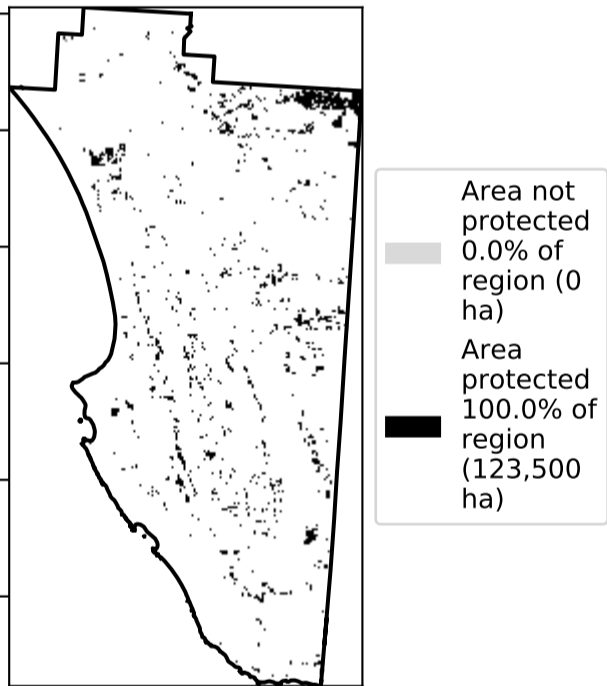 Area not
protected
0.0% of
region (0
ha)
Area
protected
100.0% of
region
(123,500
ha)